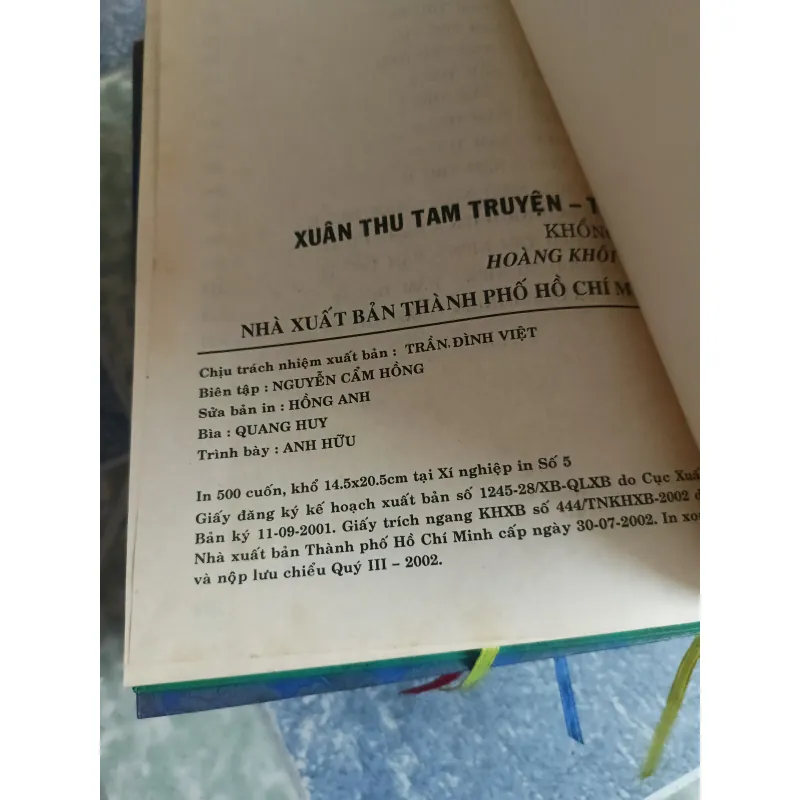 XUÂN THU TAM TRUYỆN –
KHỔNG
HOÀNG KHÔI
NHÀ XUẤT BẢN THÀNH PHỐ HỒ CHÍ M
Chịu trách nhiệm xuất bản : TRẦN ĐÌNH VIỆT
Biên tập : NGUYỄN CẨM HỒNG
Sửa bản in : HỒNG ANH
Bìa : QUANG HUY
Trình bày : ANH HỮU
In 500 cuốn, khổ 14.5x20.5cm tại Xí nghiệp in Số 5
Giấy đăng ký kế hoạch xuất bản số 1245-28/XB-QLXB do Cục Xuất
Bản ký 11-09-2001. Giấy trích ngang KHXB số 444/TNKHXB-2002 d
Nhà xuất bản Thành phố Hồ Chí Minh cấp ngày 30-07-2002. In xo
và nộp lưu chiểu Quý III – 2002.